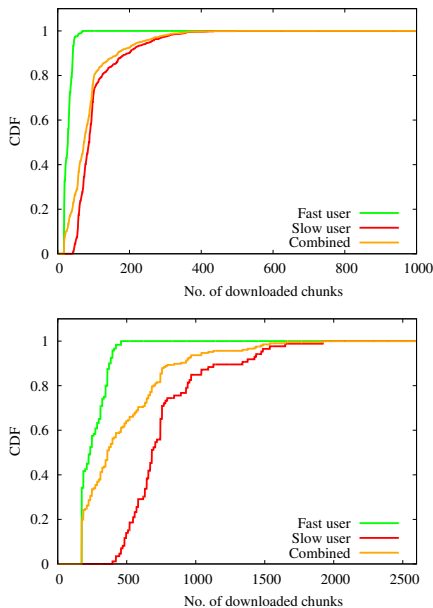 1
0.8
0.6
CDF
0.4
0.2
0
Fast user
Slow user
Combined
0 200 400 600 800 1000
No. of downloaded chunks
1
0.8
0.6
CDF
0.4
0.2
0
Fast user
Slow user
Combined
0 500 1000 1500 2000 2500
No. of downloaded chunks